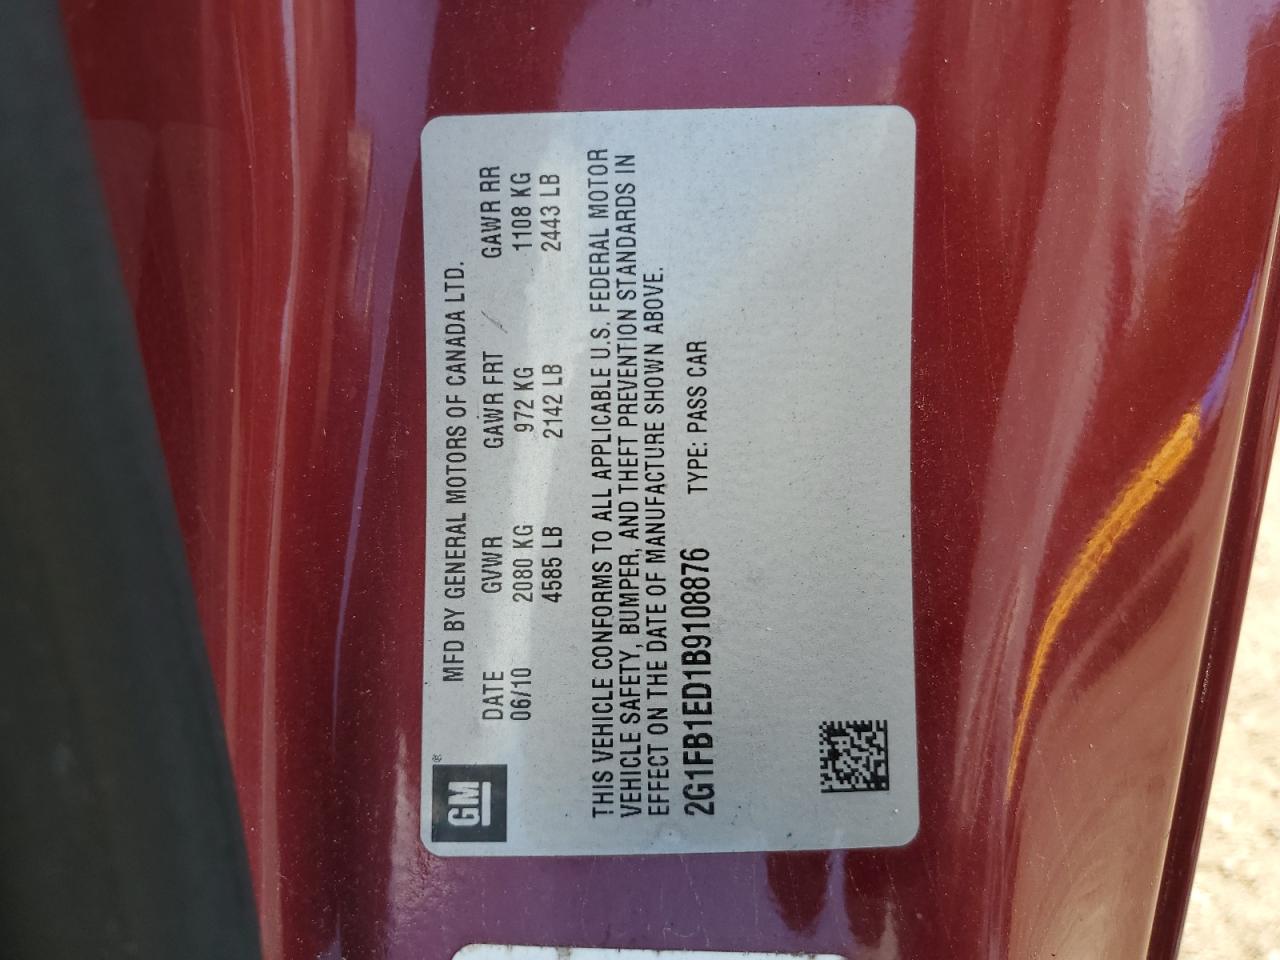 GM®
MFD BY GENERAL MOTORS OF CANADA LTD.
DATE GVWR GAWR FRT GAWR RR
06/10 2080 KG 972 KG 1108 KG
4585 LB 2142 LB 2443 LB
THIS VEHICLE CONFORMS TO ALL APPLICABLE U.S. FEDERAL MOTOR
VEHICLE SAFETY, BUMPER, AND THEFT PREVENTION STANDARDS IN
EFFECT ON THE DATE OF MANUFACTURE SHOWN ABOVE.
2G1FB1ED1B9108876 TYPE: PASS CAR